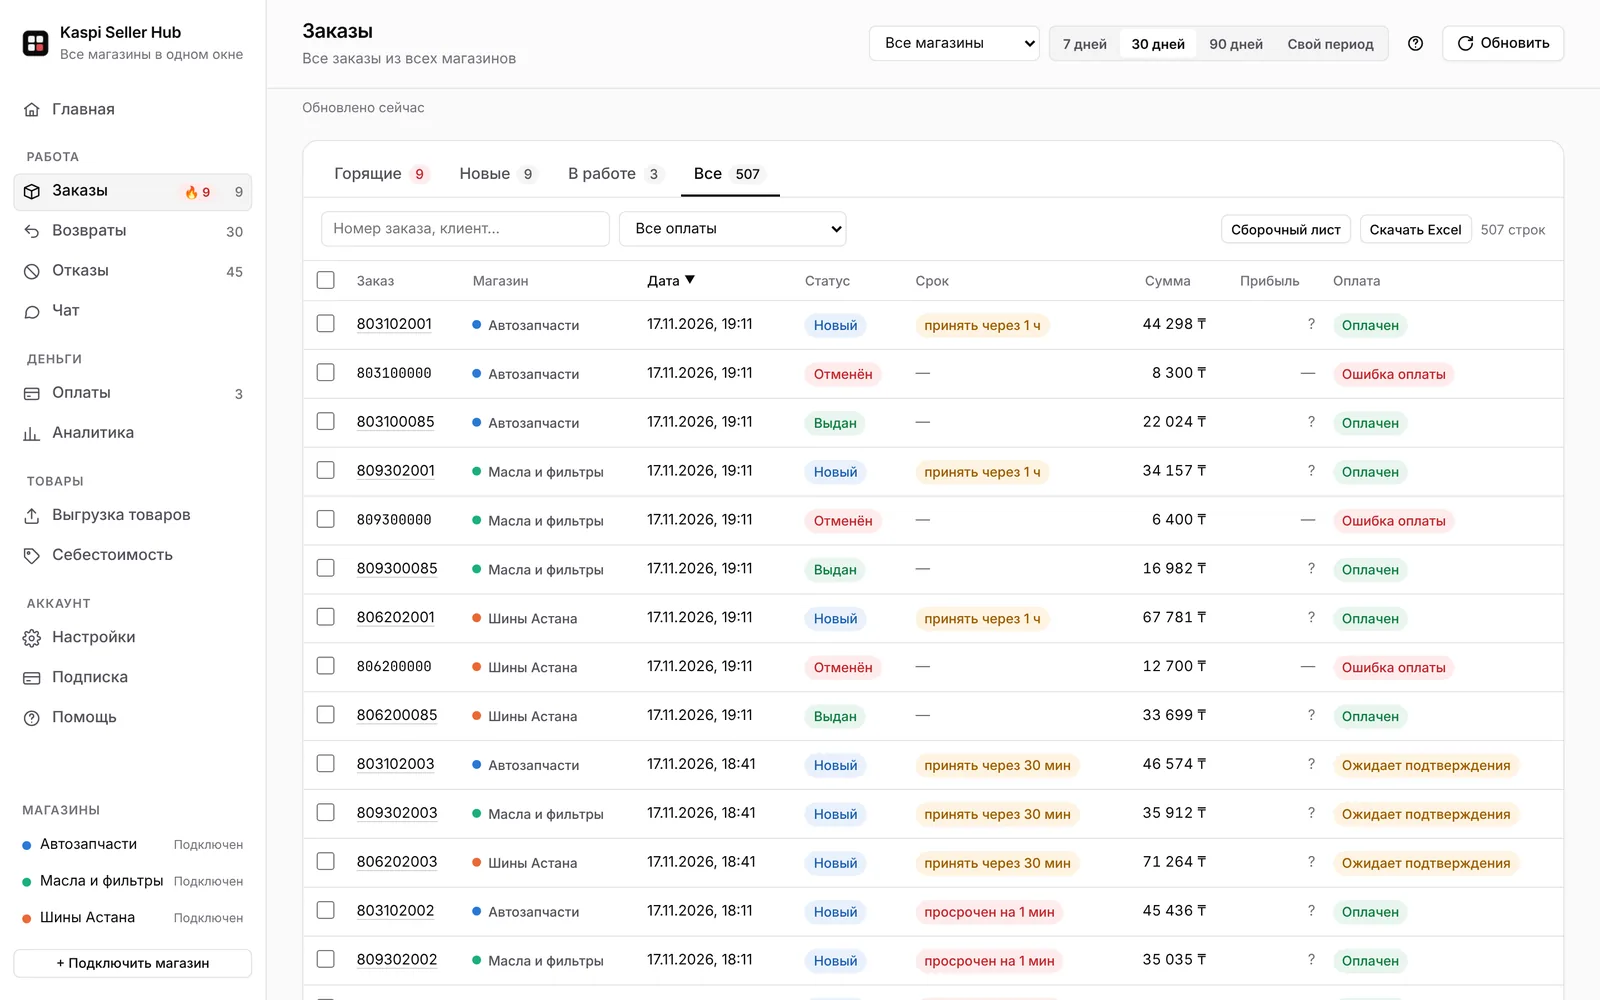 Kaspi Seller Hub
Все магазины в одном окне
Главная
РАБОТА
Заказы 9 9
Возвраты 30
Отказы 45
Чат
ДЕНЬГИ
Оплаты 3
Аналитика
ТОВАРЫ
Выгрузка товаров
Себестоимость
АККАУНТ
Настройки
Подписка
Помощь
МАГАЗИНЫ
Автозапчасти Подключен
Масла и фильтры Подключен
Шины Астана Подключен
+ Подключить магазин
Заказы
Все заказы из всех магазинов
Все магазины 7 дней 30 дней 90 дней Свой период Обновить
Обновлено сейчас
Горящие 9 Новые 9 В работе 3 Все 507
Номер заказа, клиент... Все оплаты Сборочный лист Скачать Excel 507 строк
Заказ Магазин Дата ▼ Статус Срок Сумма Прибыль Оплата
803102001 Автозапчасти 17.11.2026, 19:11 Новый принять через 1 ч 44 298 ₸ ? Оплачен
803100000 Автозапчасти 17.11.2026, 19:11 Отменён — 8 300 ₸ — Ошибка оплаты
803100085 Автозапчасти 17.11.2026, 19:11 Выдан — 22 024 ₸ ? Оплачен
809302001 Масла и фильтры 17.11.2026, 19:11 Новый принять через 1 ч 34 157 ₸ ? Оплачен
809300000 Масла и фильтры 17.11.2026, 19:11 Отменён — 6 400 ₸ — Ошибка оплаты
809300085 Масла и фильтры 17.11.2026, 19:11 Выдан — 16 982 ₸ ? Оплачен
806202001 Шины Астана 17.11.2026, 19:11 Новый принять через 1 ч 67 781 ₸ ? Оплачен
806200000 Шины Астана 17.11.2026, 19:11 Отменён — 12 700 ₸ — Ошибка оплаты
806200085 Шины Астана 17.11.2026, 19:11 Выдан — 33 699 ₸ ? Оплачен
803102003 Автозапчасти 17.11.2026, 18:41 Новый принять через 30 мин 46 574 ₸ ? Ожидает подтверждения
809302003 Масла и фильтры 17.11.2026, 18:41 Новый принять через 30 мин 35 912 ₸ ? Ожидает подтверждения
806202003 Шины Астана 17.11.2026, 18:41 Новый принять через 30 мин 71 264 ₸ ? Ожидает подтверждения
803102002 Автозапчасти 17.11.2026, 18:11 Новый просрочен на 1 мин 45 436 ₸ ? Оплачен
809302002 Масла и фильтры 17.11.2026, 18:11 Новый просрочен на 1 мин 35 035 ₸ ? Оплачен